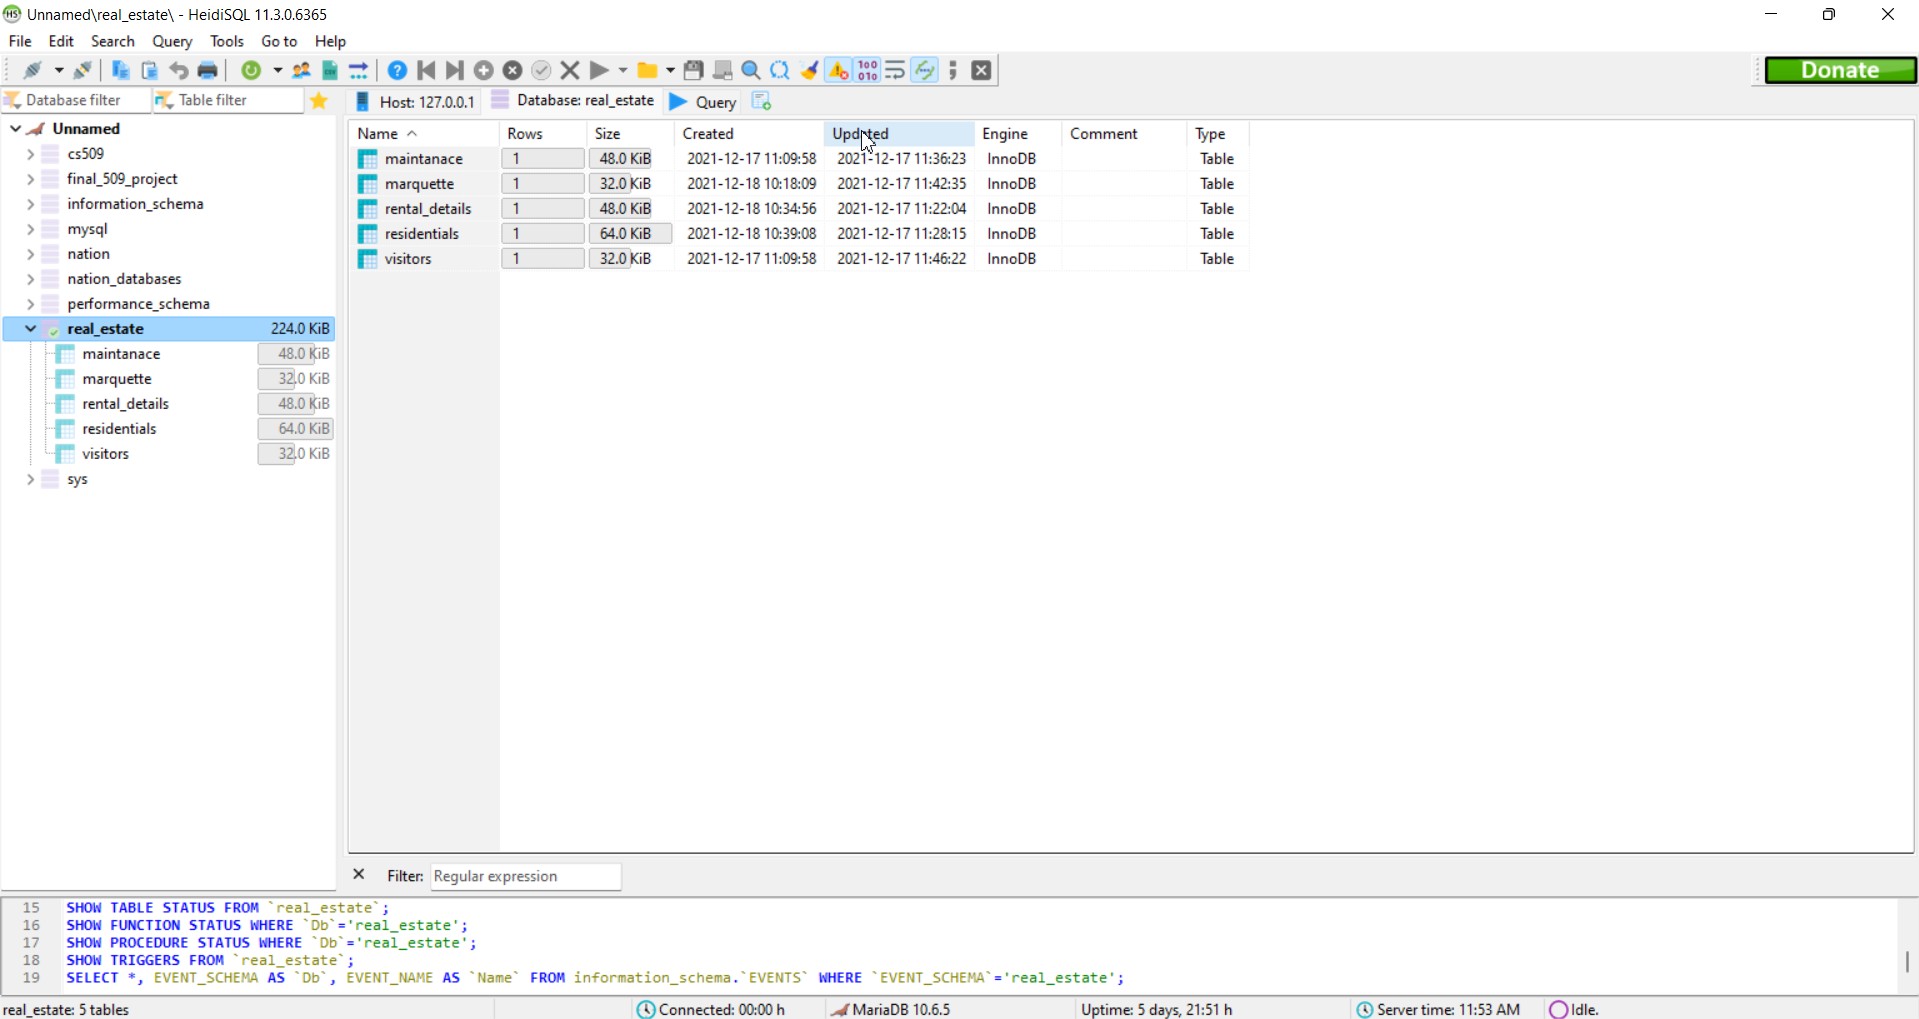 Unnamed\real_estate\ - HeidiSQL 11.3.0.6365
File Edit Search Query Tools Go to Help
Donate
Database filter Table filter Host: 127.0.0.1 Database: real_estate Query
Unnamed
cs509
final_509_project
information_schema
mysql
nation
nation_databases
performance_schema
real_estate 224.0 KiB
maintanace 48.0 KiB
marquette 32.0 KiB
rental_details 48.0 KiB
residentials 64.0 KiB
visitors 32.0 KiB
sys
Name Rows Size Created Updated Engine Comment Type
maintanace 1 48.0 KiB 2021-12-17 11:09:58 2021-12-17 11:36:23 InnoDB Table
marquette 1 32.0 KiB 2021-12-18 10:18:09 2021-12-17 11:42:35 InnoDB Table
rental_details 1 48.0 KiB 2021-12-18 10:34:56 2021-12-17 11:22:04 InnoDB Table
residentials 1 64.0 KiB 2021-12-18 10:39:08 2021-12-17 11:28:15 InnoDB Table
visitors 1 32.0 KiB 2021-12-17 11:09:58 2021-12-17 11:46:22 InnoDB Table
Filter: Regular expression
15 SHOW TABLE STATUS FROM `real_estate`;
16 SHOW FUNCTION STATUS WHERE `Db`='real_estate';
17 SHOW PROCEDURE STATUS WHERE `Db`='real_estate';
18 SHOW TRIGGERS FROM `real_estate`;
19 SELECT *, EVENT_SCHEMA AS `Db`, EVENT_NAME AS `Name` FROM information_schema.`EVENTS` WHERE `EVENT_SCHEMA`='real_estate';
real_estate: 5 tables Connected: 00:00 h MariaDB 10.6.5 Uptime: 5 days, 21:51 h Server time: 11:53 AM Idle.